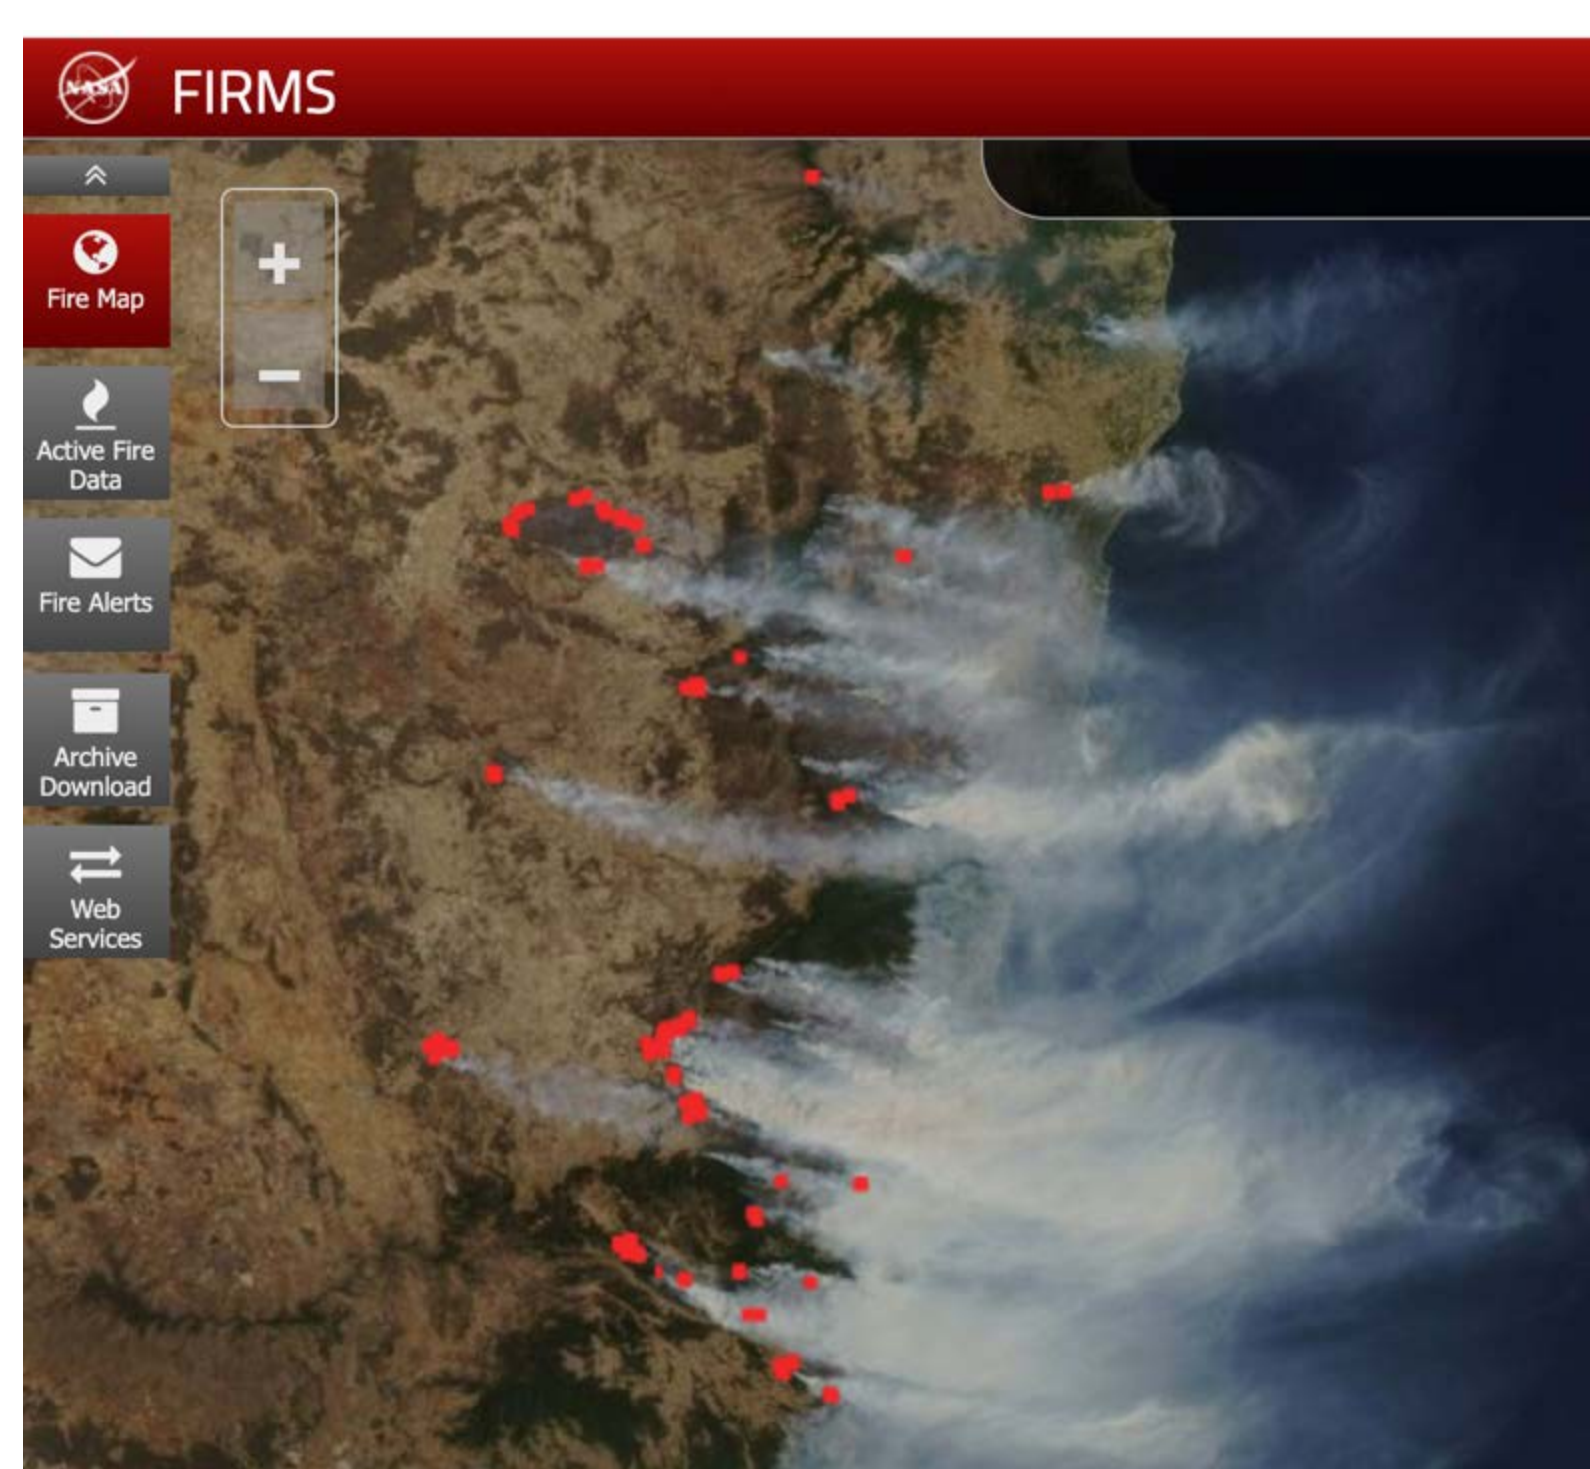 NASA
FIRMS
Fire Map
Active Fire
Data
Fire Alerts
Archive
Download
Web
Services